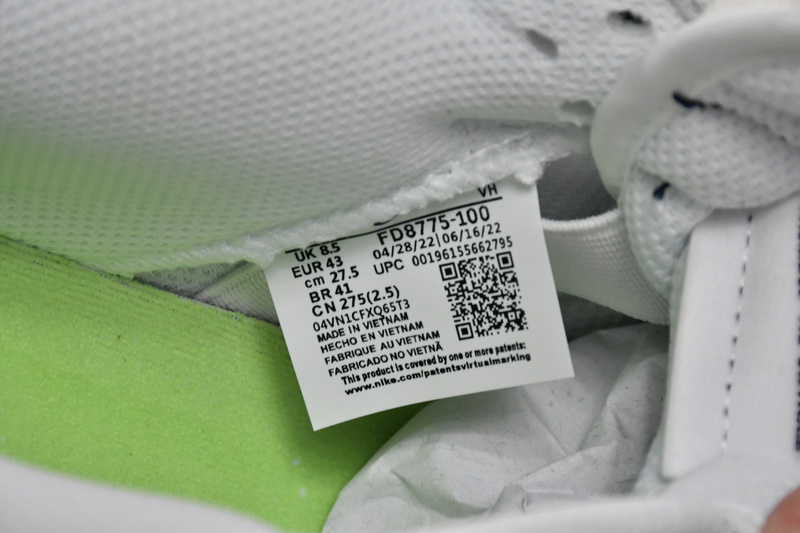 VH
UK 8.5
FD8775-100
EUR 43
04/28/22|06/16/22
cm 27.5
UPC 00196155662795
BR 41
CN 275(2.5)
04VN1CFXQ65T3
MADE IN VIETNAM
HECHO EN VIETNAM
FABRIQUE AU VIETNAM
FABRICADO NO VIETNÃ
This product is covered by one or more patents:
www.nike.com/patentsvirtualmarking